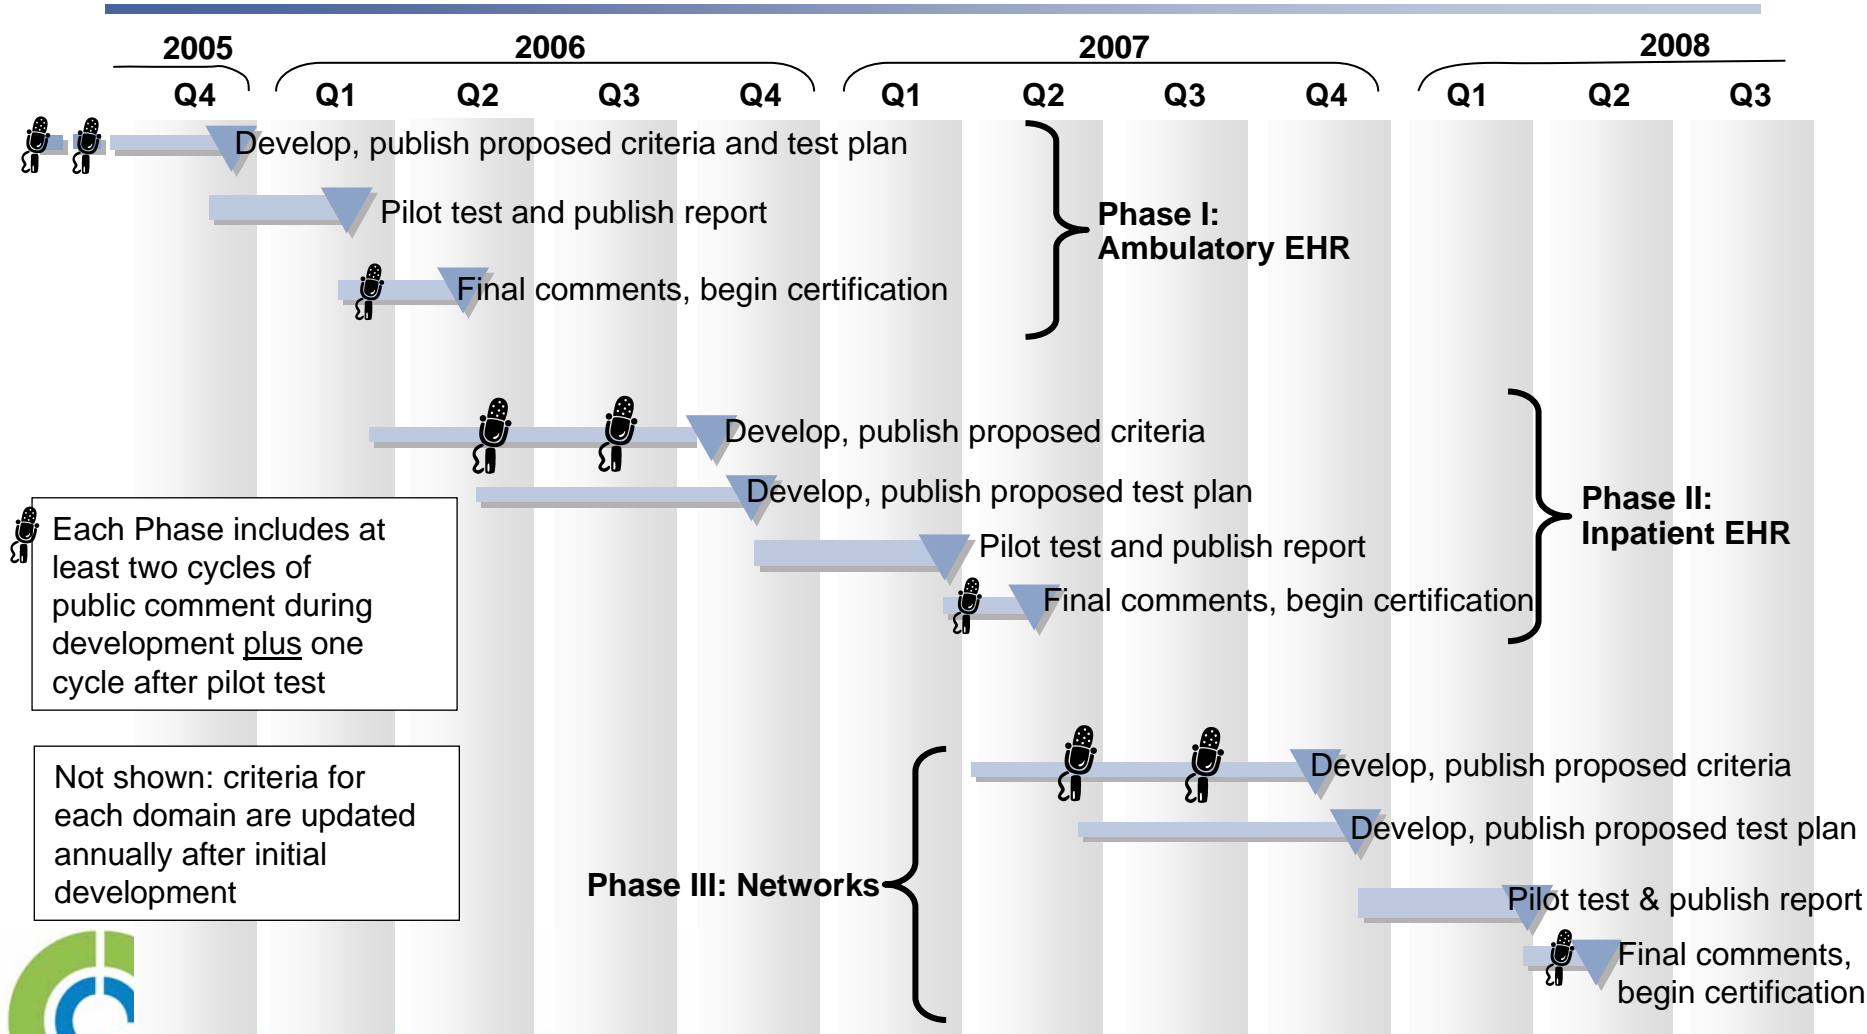 2005 2006 2007 2008
Q4 Q1 Q2 Q3 Q4 Q1 Q2 Q3 Q4 Q1 Q2 Q3
Develop, publish proposed criteria and test plan
Pilot test and publish report
Final comments, begin certification
Phase I:
Ambulatory EHR
Develop, publish proposed criteria
Develop, publish proposed test plan
Pilot test and publish report
Final comments, begin certification
Phase II:
Inpatient EHR
Each Phase includes at
least two cycles of
public comment during
development plus one
cycle after pilot test
Not shown: criteria for
each domain are updated
annually after initial
development
Phase III: Networks
Develop, publish proposed criteria
Develop, publish proposed test plan
Pilot test & publish report
Final comments,
begin certification